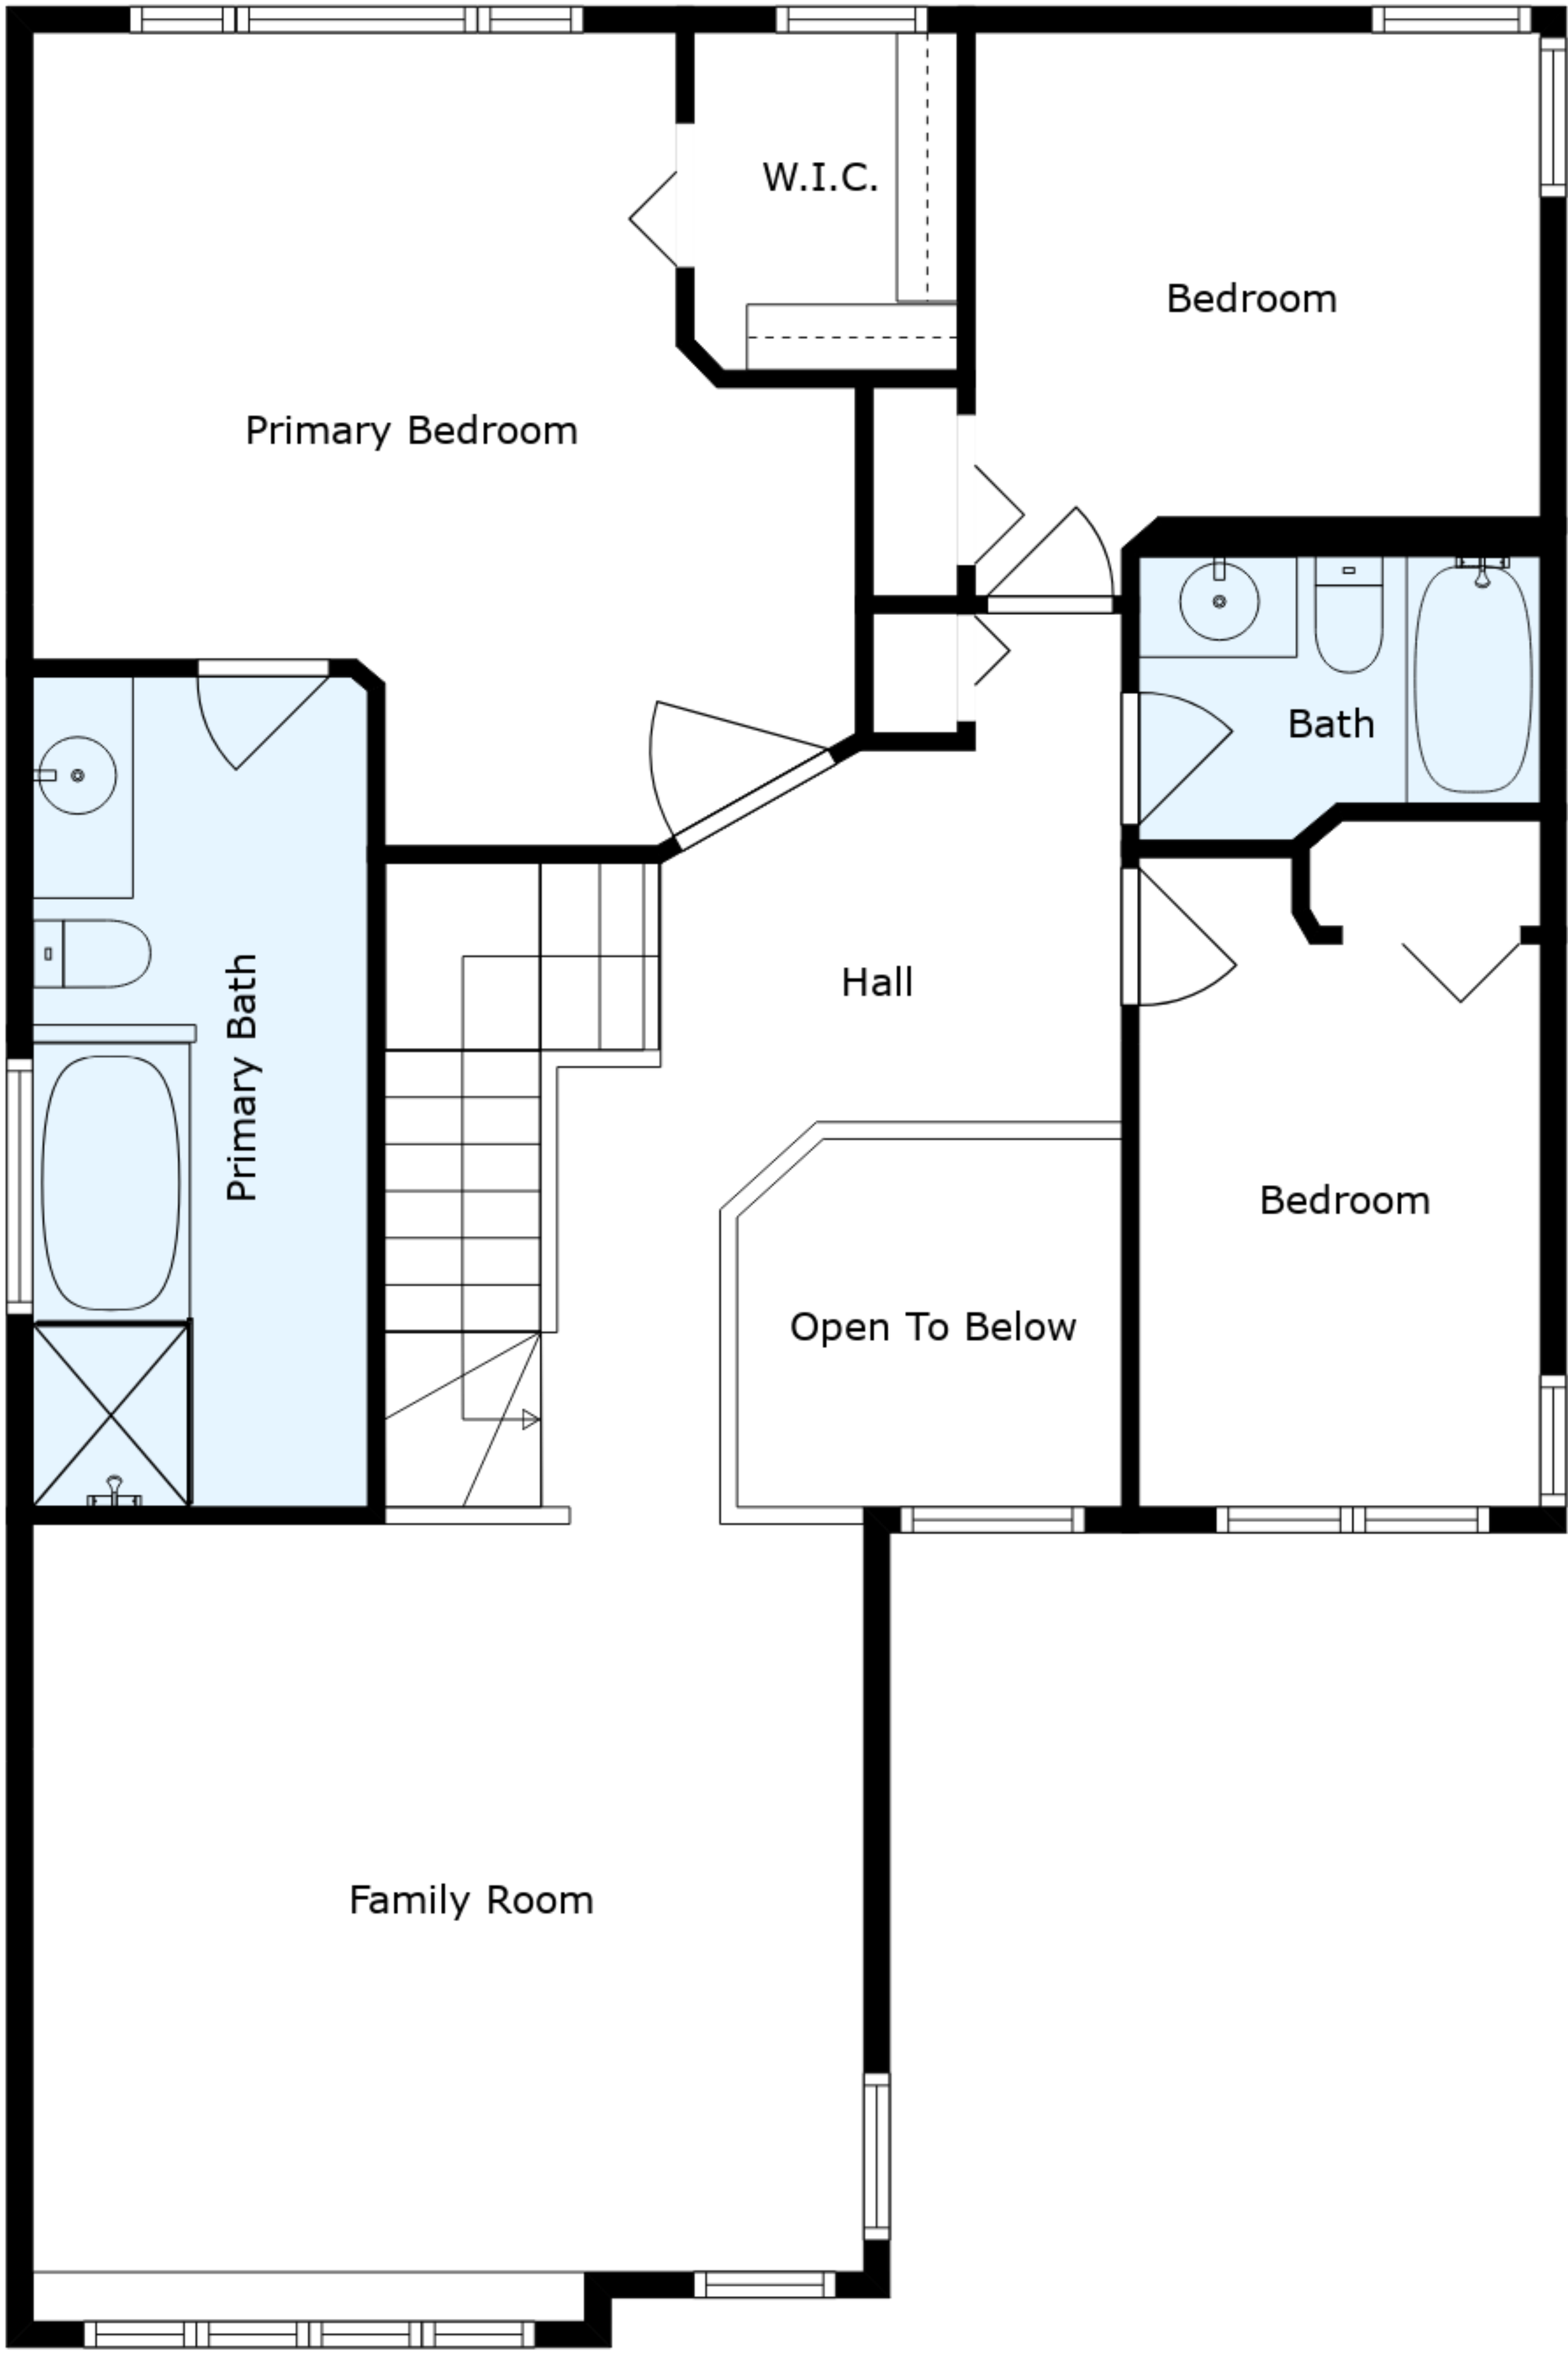 W.I.C.
Bedroom
Primary Bedroom
Bath
Primary Bath
Hall
Bedroom
Open To Below
Family Room